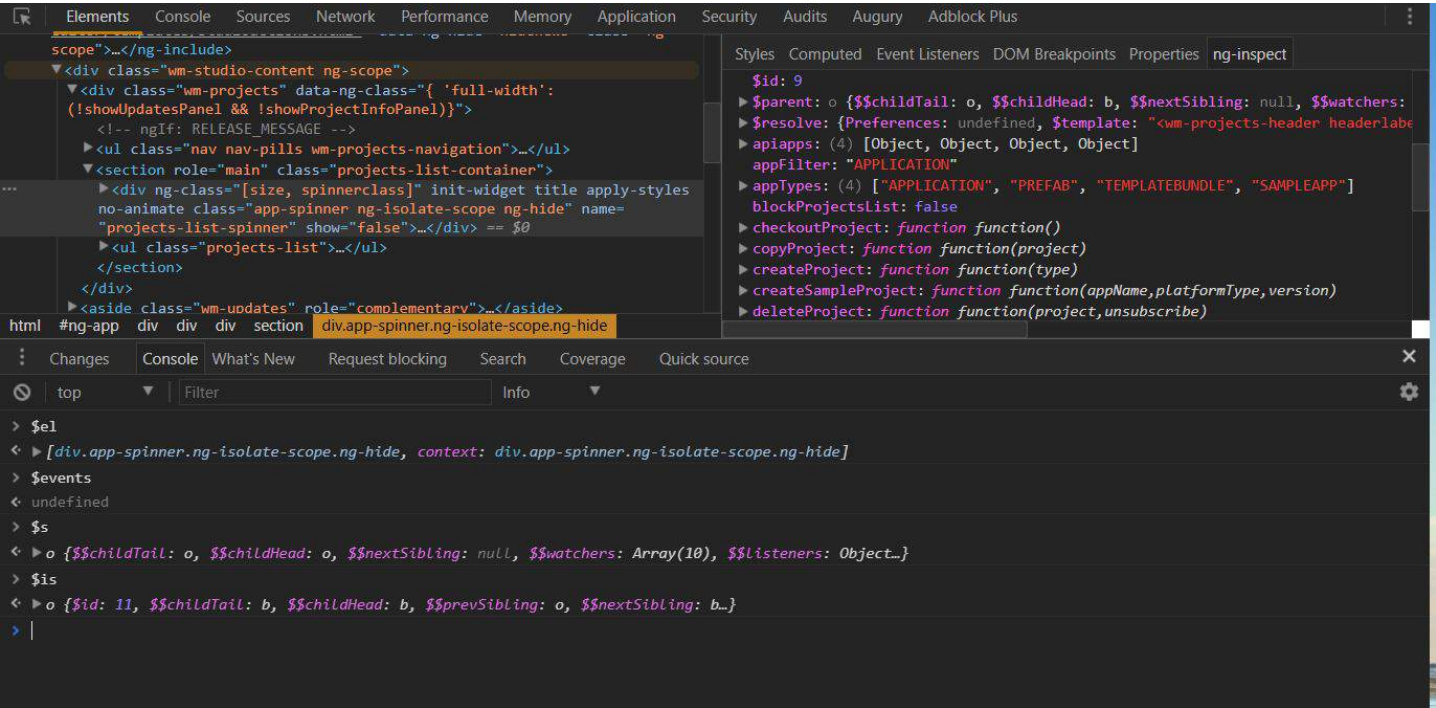 Elements Console Sources Network Performance Memory Application Security Audits Augury Adblock Plus
scope">…</ng-include>
▼<div class="wm-studio-content ng-scope">
▼<div class="wm-projects" data-ng-class="{ 'full-width':
(!showUpdatesPanel && !showProjectInfoPanel)}">
<!-- ngIf: RELEASE_MESSAGE -->
▶<ul class="nav nav-pills wm-projects-navigation">…</ul>
▼<section role="main" class="projects-list-container">
… ▶<div ng-class="[size, spinnerclass]" init-widget title apply-styles
no-animate class="app-spinner ng-isolate-scope ng-hide" name=
"projects-list-spinner" show="false">…</div> == $0
▶<ul class="projects-list">…</ul>
</section>
</div>
▶<aside class="wm-updates" role="complementary">…</aside>
html #ng-app div div div section div.app-spinner.ng-isolate-scope.ng-hide
Styles Computed Event Listeners DOM Breakpoints Properties ng-inspect
$id: 9
▶$parent: o {$$childTail: o, $$childHead: b, $$nextSibling: null, $$watchers:
▶$resolve: {Preferences: undefined, $template: "<wm-projects-header headerlabe
▶apiapps: (4) [Object, Object, Object, Object]
appFilter: "APPLICATION"
▶appTypes: (4) ["APPLICATION", "PREFAB", "TEMPLATEBUNDLE", "SAMPLEAPP"]
blockProjectsList: false
▶checkoutProject: function function()
▶copyProject: function function(project)
▶createProject: function function(type)
▶createSampleProject: function function(appName,platformType,version)
▶deleteProject: function function(project,unsubscribe)
Changes Console What's New Request blocking Search Coverage Quick source ×
top ▼ Filter Info ▼
> $el
▶[div.app-spinner.ng-isolate-scope.ng-hide, context: div.app-spinner.ng-isolate-scope.ng-hide]
> $events
undefined
> $s
▶o {$$childTail: o, $$childHead: o, $$nextSibling: null, $$watchers: Array(10), $$listeners: Object…}
> $is
▶o {$id: 11, $$childTail: b, $$childHead: b, $$prevSibling: o, $$nextSibling: b…}
>